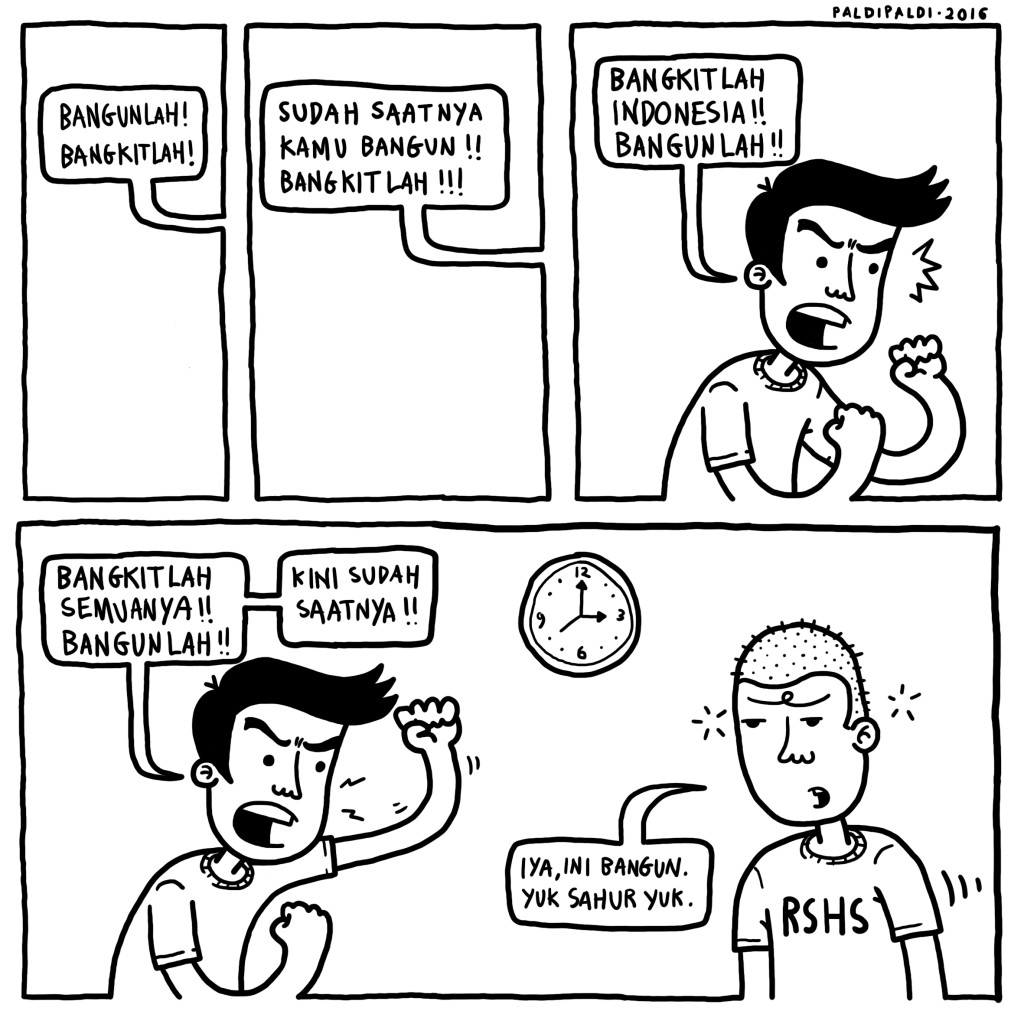 PALDIPALDI·2016
BANGUNLAH!
BANGKITLAH!
SUDAH SAATNYA
KAMU BANGUN!!
BANGKITLAH!!!
BANGKITLAH
INDONESIA!!
BANGUNLAH!!
BANGKITLAH
SEMUANYA!!
BANGUNLAH!!
KINI SUDAH
SAATNYA!!
12
9 3
6
IYA, INI BANGUN.
YUK SAHUR YUK.
RSHS